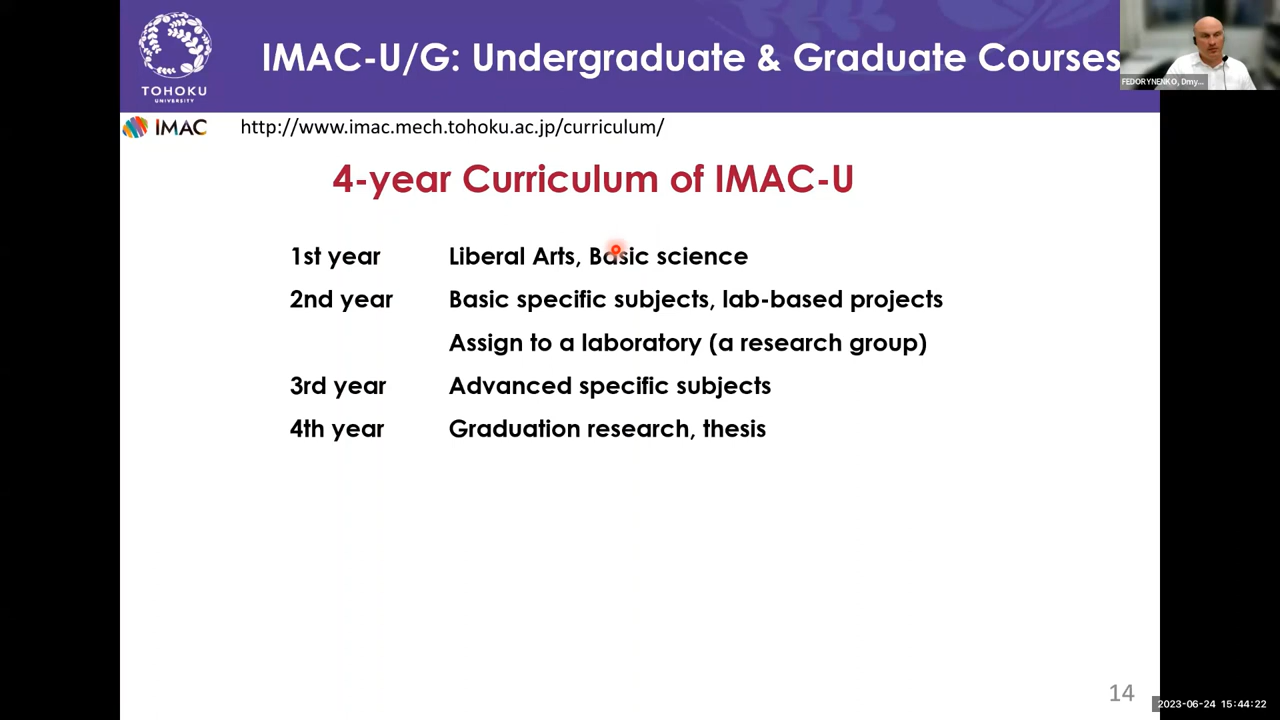 IMAC-U/G: Undergraduate & Graduate Courses
TOHOKU
UNIVERSITY
FEDORYNENKO, Dmy...
IMAC
http://www.imac.mech.tohoku.ac.jp/curriculum/
4-year Curriculum of IMAC-U
1st year Liberal Arts, Basic science
2nd year Basic specific subjects, lab-based projects
Assign to a laboratory (a research group)
3rd year Advanced specific subjects
4th year Graduation research, thesis
14
2023-06-24 15:44:22